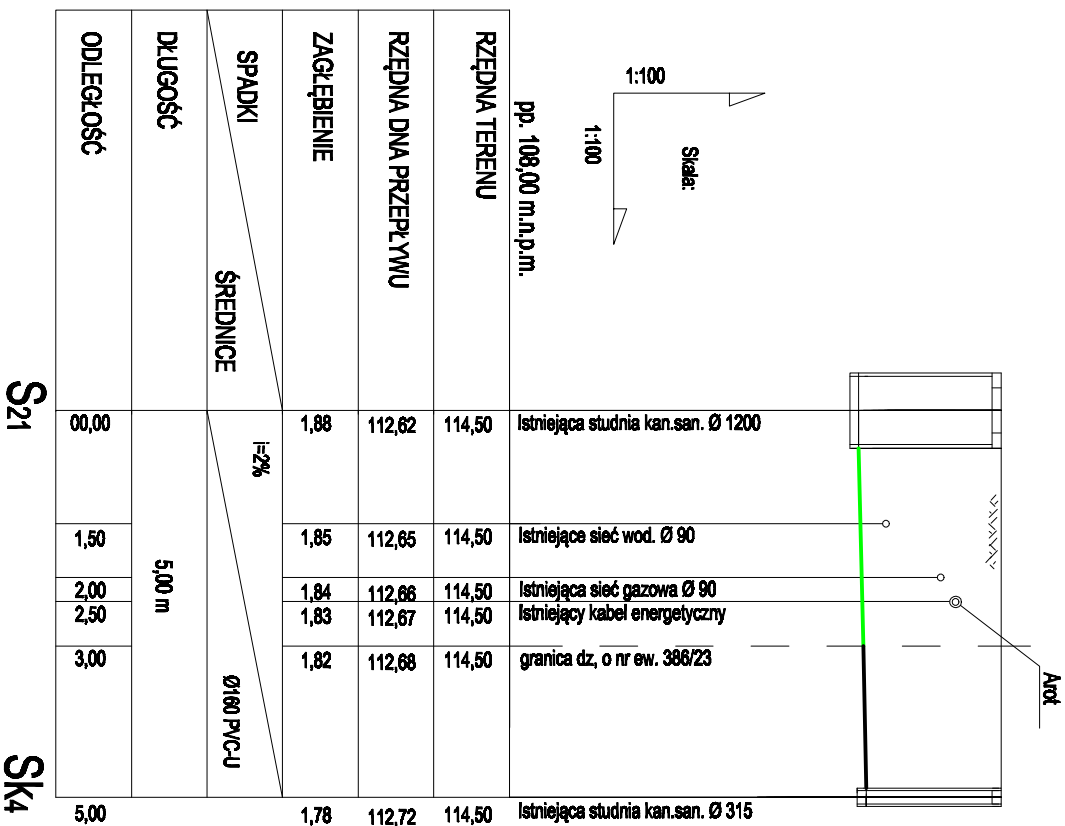 Skala:
1:100
1:100
Arot
pp. 108,00 m.n.p.m.
Istniejąca studnia kan.san. Ø 1200
Istniejące sieć wod. Ø 90
Istniejąca sieć gazowa Ø 90
Istniejący kabel energetyczny
granica dz, o nr ew. 386/23
Istniejąca studnia kan.san. Ø 315
RZĘDNA TERENU 114,50 114,50 114,50 114,50 114,50 114,50
RZĘDNA DNA PRZEPŁYWU 112,62 112,65 112,66 112,67 112,68 112,72
ZAGŁĘBIENIE 1,88 1,85 1,84 1,83 1,82 1,78
SPADKI i=2%
ŚREDNICE Ø160 PVC-U
DŁUGOŚĆ 5,00 m
ODLEGŁOŚĆ 00,00 1,50 2,00 2,50 3,00 5,00
S21 SK4